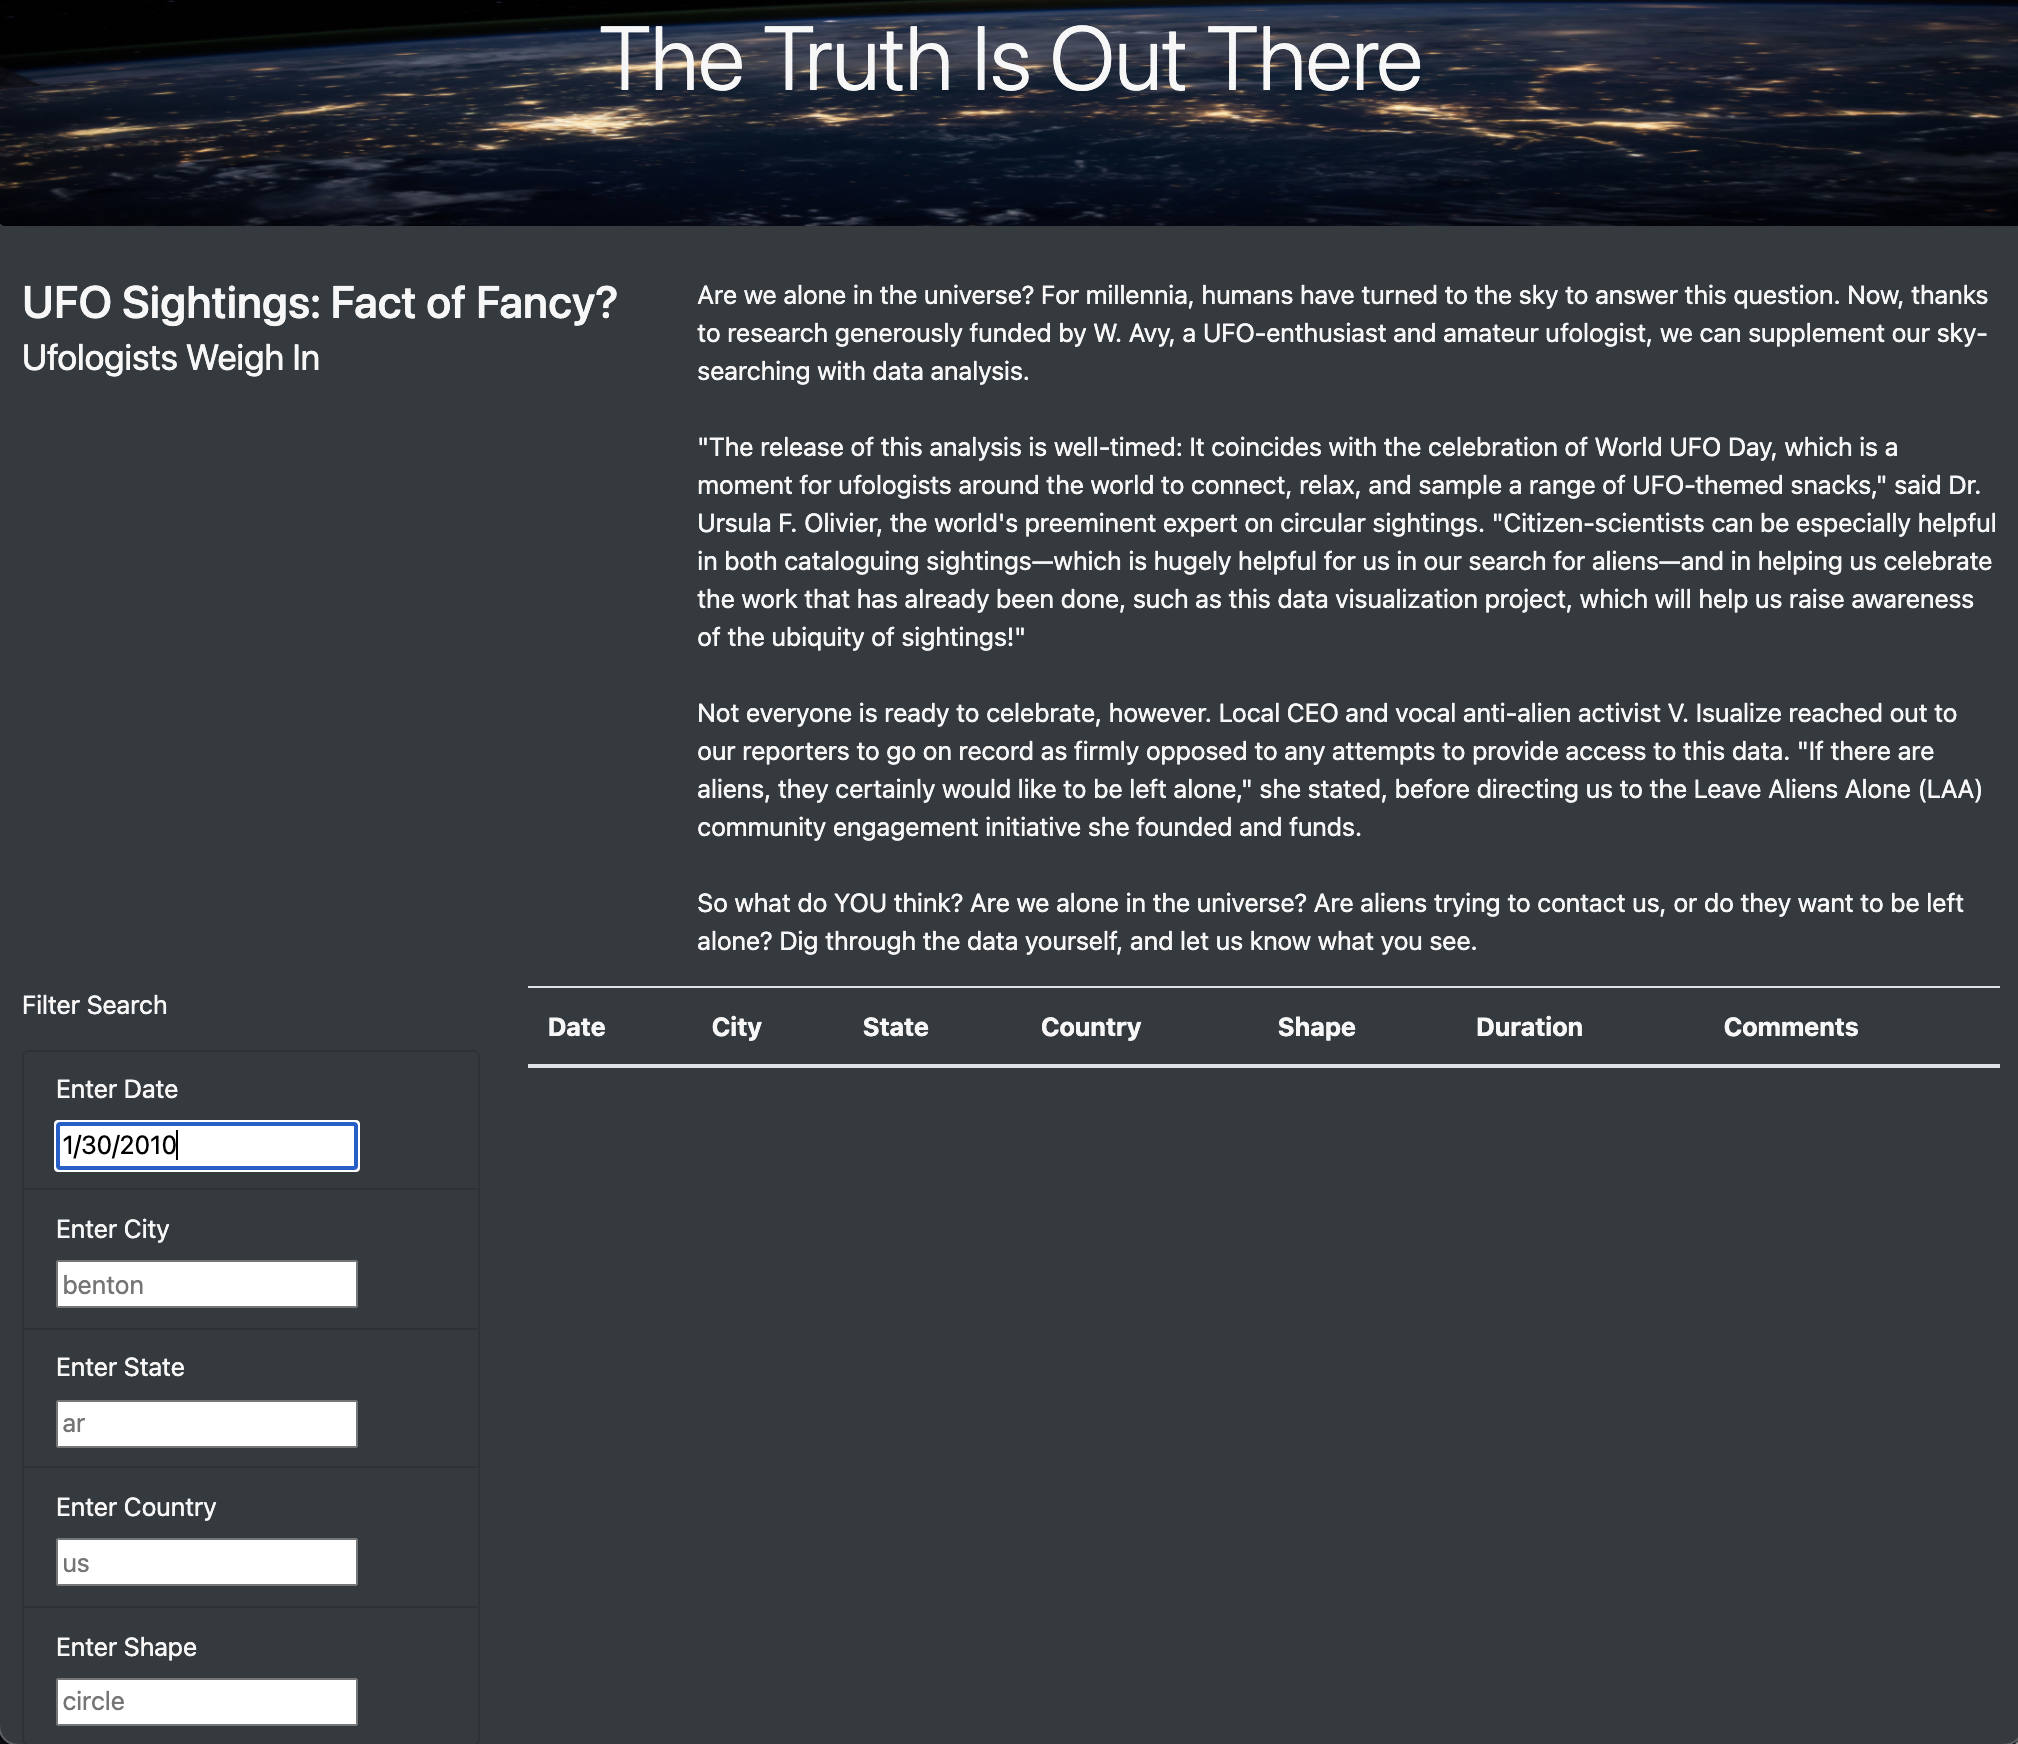 The Truth Is Out There
UFO Sightings: Fact of Fancy?
Ufologists Weigh In
Are we alone in the universe? For millennia, humans have turned to the sky to answer this question. Now, thanks
to research generously funded by W. Avy, a UFO-enthusiast and amateur ufologist, we can supplement our sky-
searching with data analysis.
"The release of this analysis is well-timed: It coincides with the celebration of World UFO Day, which is a
moment for ufologists around the world to connect, relax, and sample a range of UFO-themed snacks," said Dr.
Ursula F. Olivier, the world's preeminent expert on circular sightings. "Citizen-scientists can be especially helpful
in both cataloguing sightings—which is hugely helpful for us in our search for aliens—and in helping us celebrate
the work that has already been done, such as this data visualization project, which will help us raise awareness
of the ubiquity of sightings!"
Not everyone is ready to celebrate, however. Local CEO and vocal anti-alien activist V. Isualize reached out to
our reporters to go on record as firmly opposed to any attempts to provide access to this data. "If there are
aliens, they certainly would like to be left alone," she stated, before directing us to the Leave Aliens Alone (LAA)
community engagement initiative she founded and funds.
So what do YOU think? Are we alone in the universe? Are aliens trying to contact us, or do they want to be left
alone? Dig through the data yourself, and let us know what you see.
Filter Search
Enter Date
1/30/2010
Enter City
benton
Enter State
ar
Enter Country
us
Enter Shape
circle
Date City State Country Shape Duration Comments